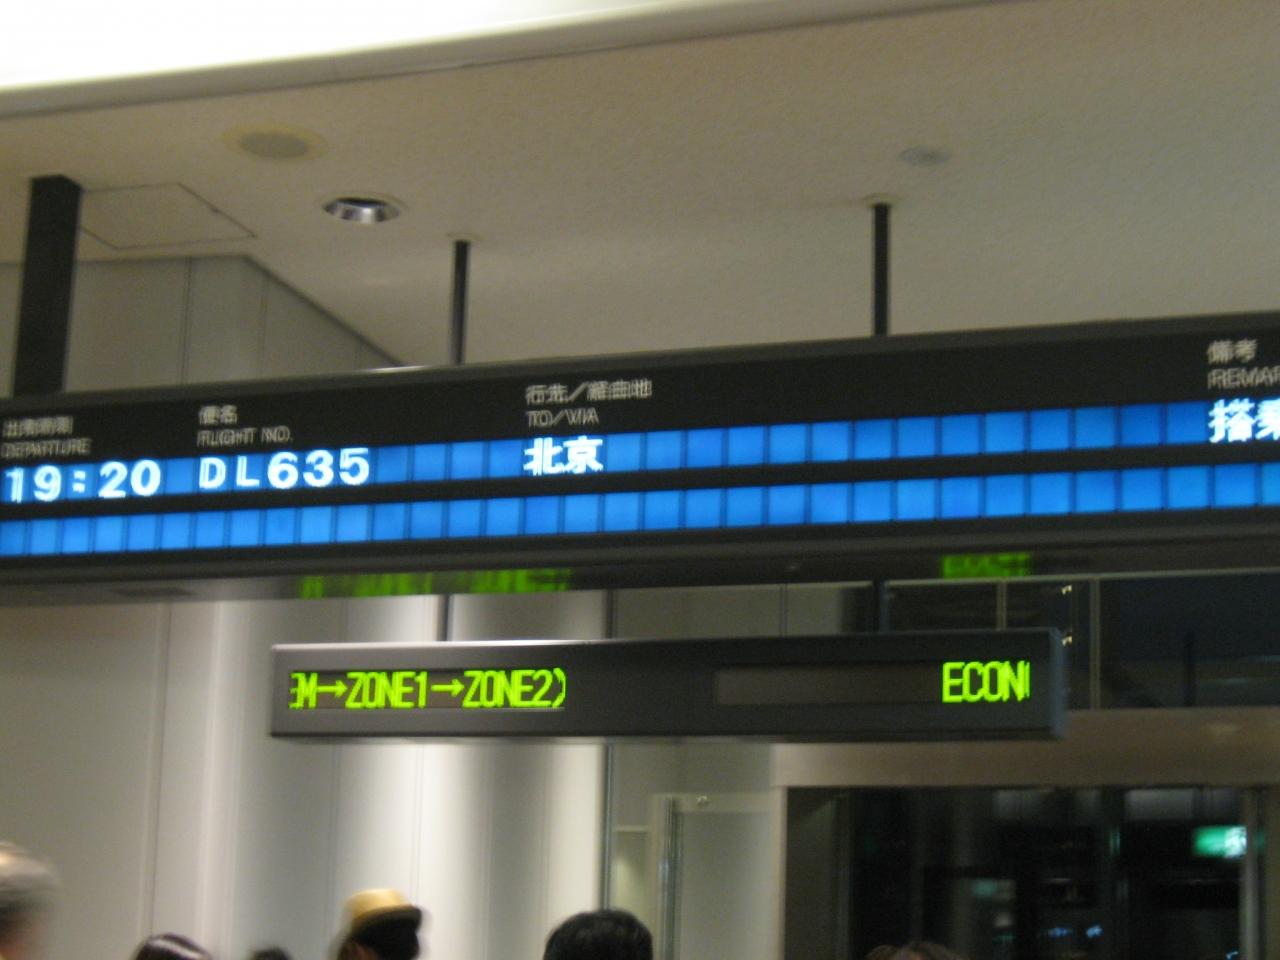 出発時刻 便名 行先/経由地 備考
DEPARTURE FLIGHT NO. TO/VIA
19:20 DL635 北京
M→ZONE1→ZONE2) ECON